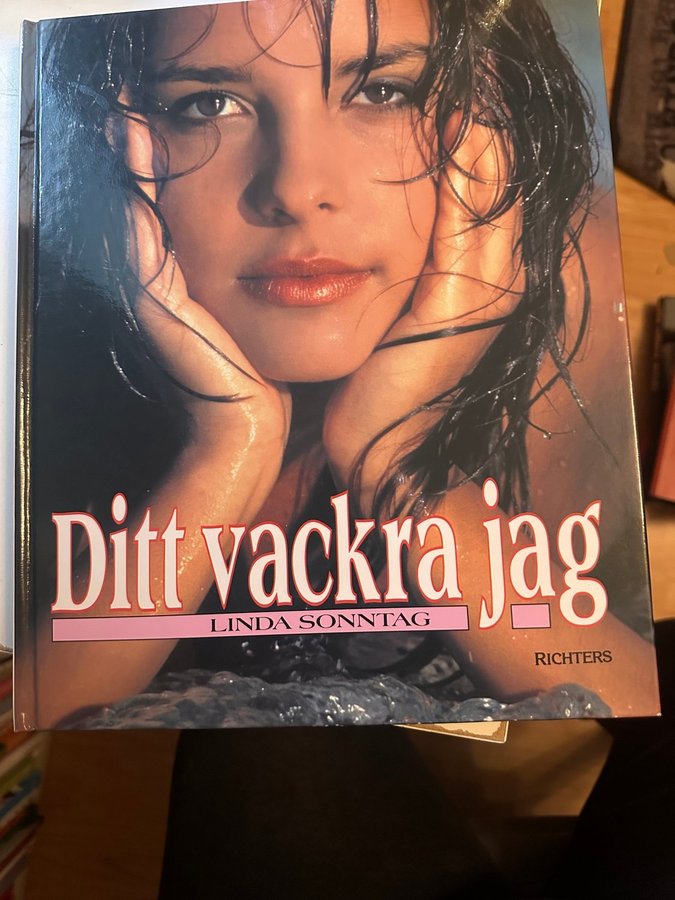 Ditt vackra jag
LINDA SONNTAG
RICHTERS